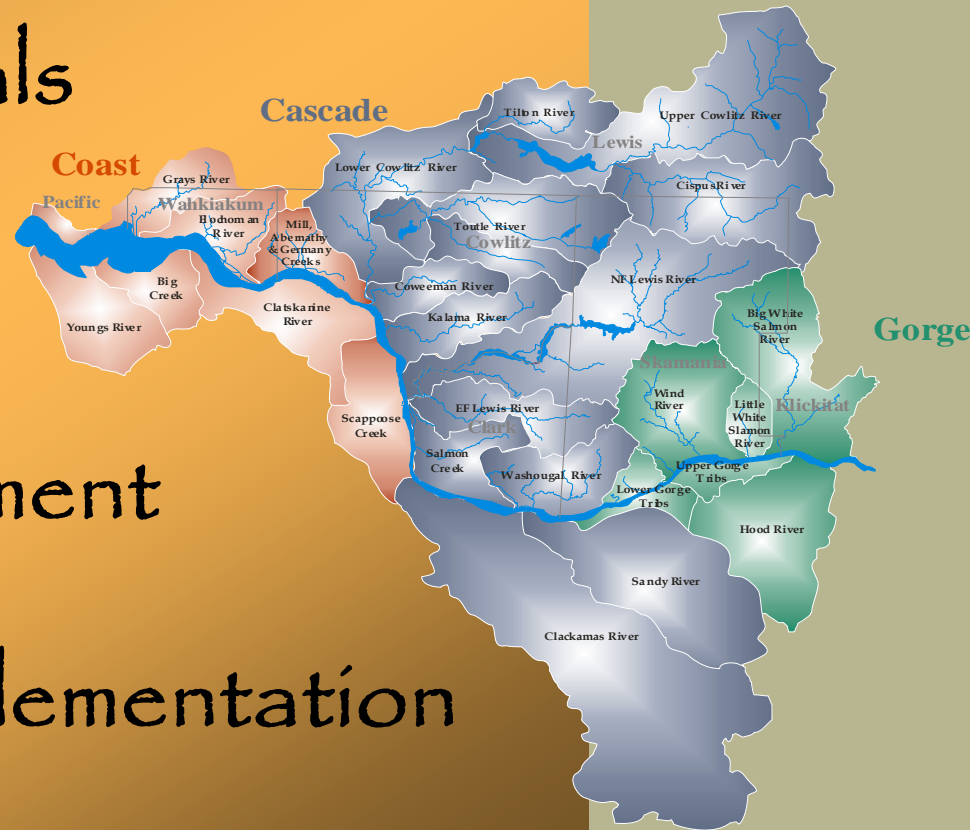 als
ment
lementation
Cascade
Coast
Gorge
Pacific
Wahkiakum
Lewis
Cowlitz
Skamania
Klickitat
Clark
Tilton River
Upper Cowlitz River
Lower Cowlitz River
Cispus River
Grays River
Mill,
Abernathy
& Germany
Creeks
River
Toutle River
Big
Creek
Coweeman River
NF Lewis River
Clatskanine
River
Kalama River
Youngs River
Big White
Salmon
River
Wind
River
Little
White
Slamon
River
EF Lewis River
Scappoose
Creek
Salmon
Creek
Washougal River
Upper Gorge
Tribs
Lower Gorge
Tribs
Hood River
Sandy River
Clackamas River